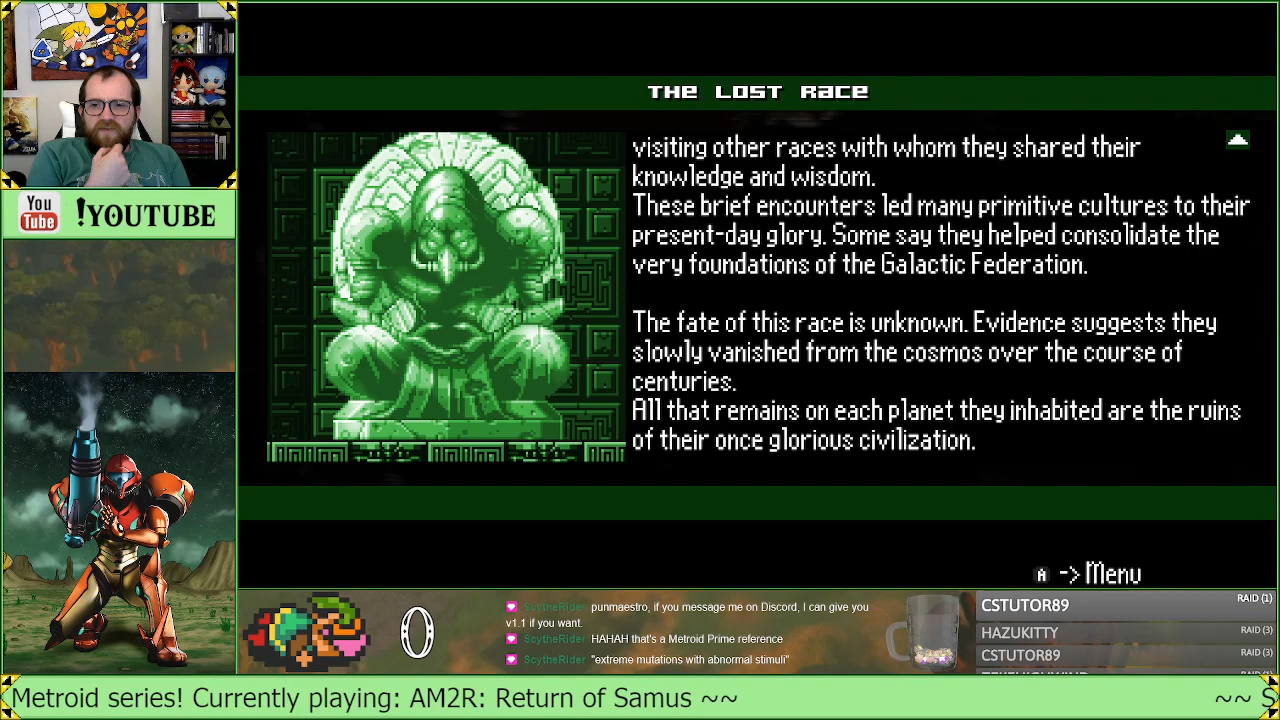 THE LOST RACE
visiting other races with whom they shared their
knowledge and wisdom.
These brief encounters led many primitive cultures to their
present-day glory. Some say they helped consolidate the
very foundations of the Galactic Federation.
The fate of this race is unknown. Evidence suggests they
slowly vanished from the cosmos over the course of
centuries.
All that remains on each planet they inhabited are the ruins
of their once glorious civilization.
A -> Menu
You
Tube
!YOUTUBE
0
ScytheRider punmaestro, if you message me on Discord, I can give you
v1.1 if you want.
ScytheRider HAHAH that's a Metroid Prime reference
ScytheRider "extreme mutations with abnormal stimuli"
CSTUTOR89 RAID (1)
HAZUKITTY RAID (3)
CSTUTOR89 RAID (3)
Metroid series! Currently playing: AM2R: Return of Samus ~~ ~~ S